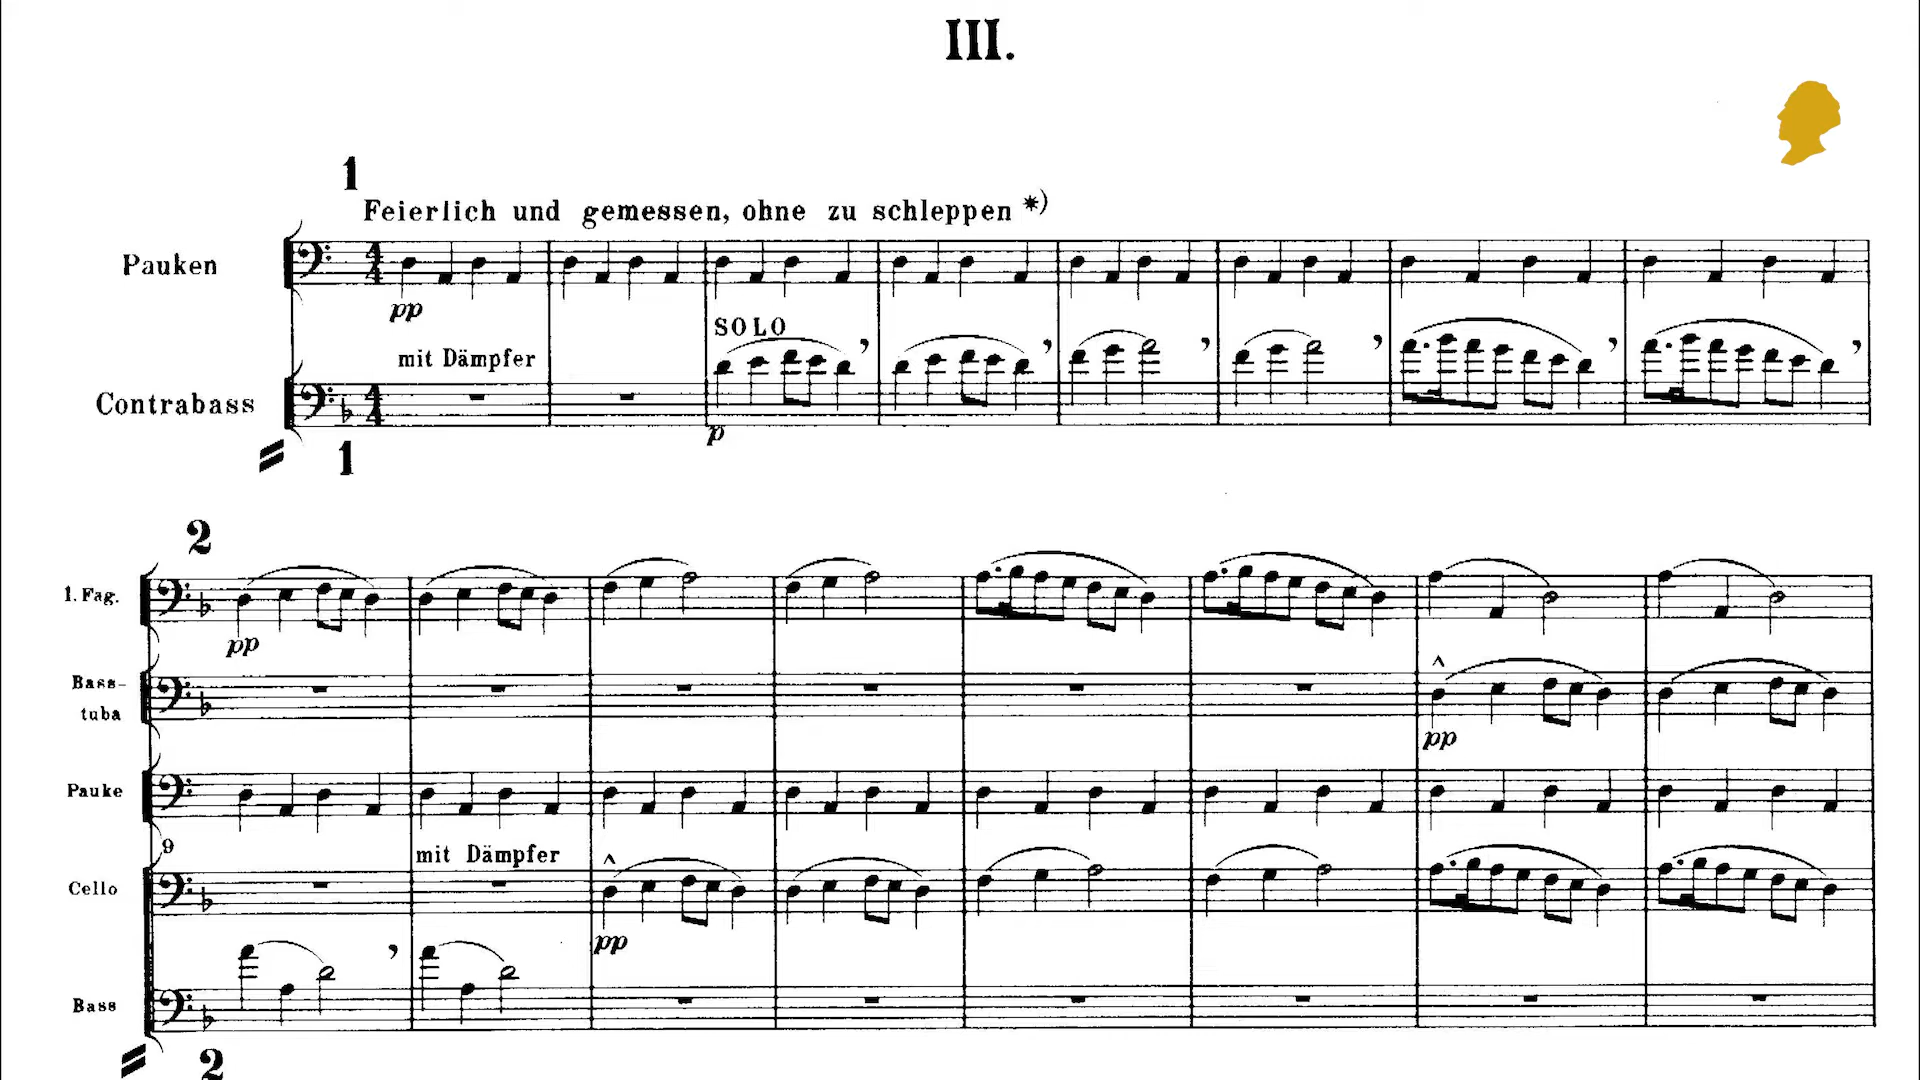 III.
1
Feierlich und gemessen, ohne zu schleppen *)
Pauken
pp
SOLO
mit Dämpfer
Contrabass
p
1
2
1. Fag.
pp
Bass-
tuba
pp
Pauke
9
mit Dämpfer
Cello
pp
Bass
2